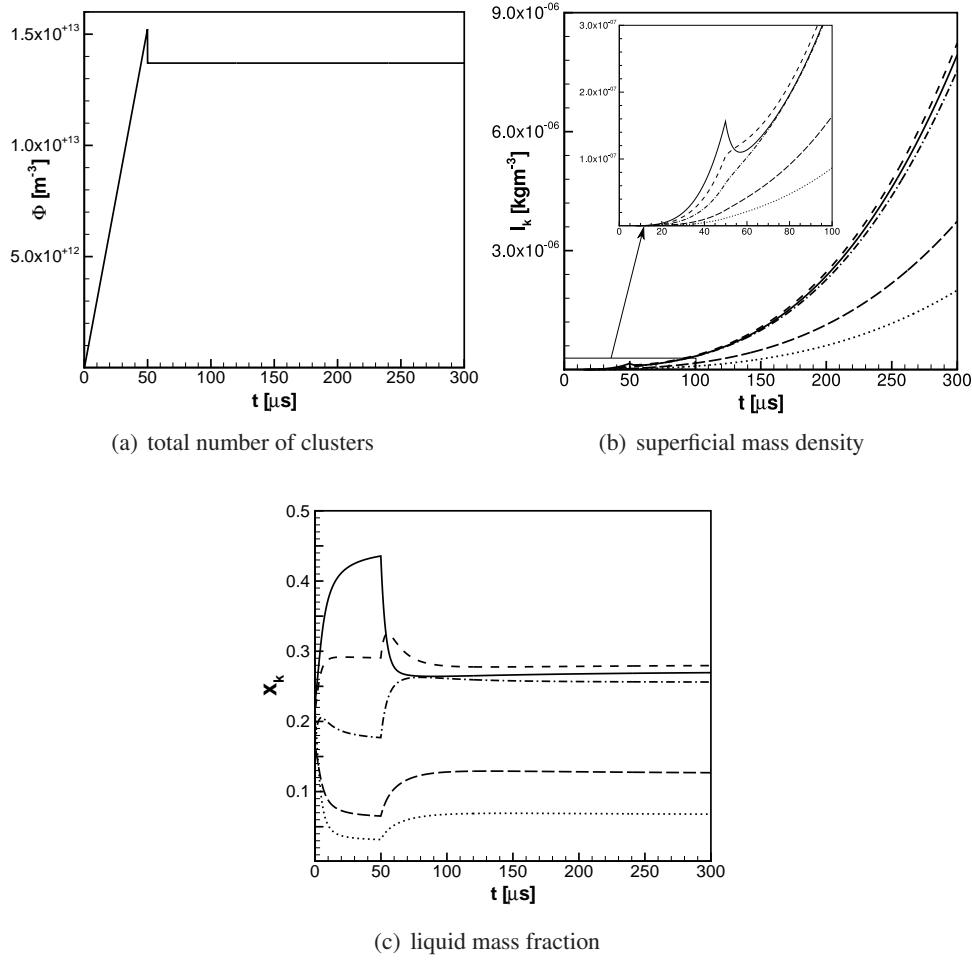 1.5x10+13
1.0x10+13
5.0x10+12
0
0 50 100 150 200 250 300
Φ [m-3]
t [μs]
(a) total number of clusters
9.0x10-06
6.0x10-06
3.0x10-06
0 50 100 150 200 250 300
I_k [kgm-3]
t [μs]
3.0x10-07
2.0x10-07
1.0x10-07
0 20 40 60 80 100
(b) superficial mass density
0.5
0.4
0.3
0.2
0.1
0 50 100 150 200 250 300
x_k
t [μs]
(c) liquid mass fraction